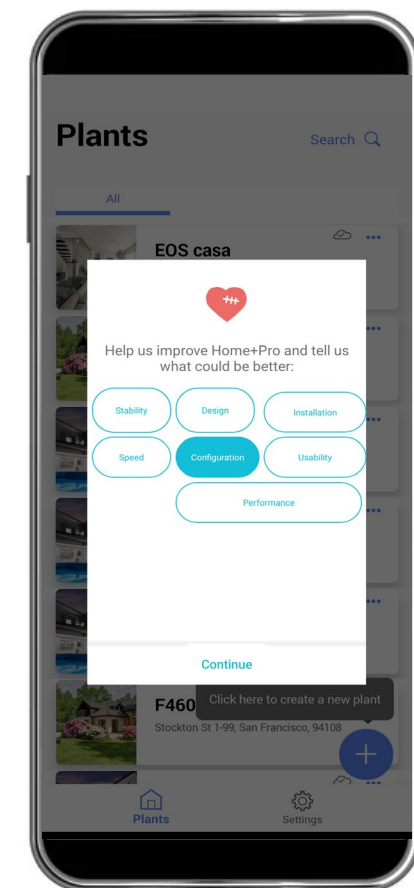 Plants
Search
All
EOS casa
Help us improve Home+Pro and tell us
what could be better:
Stability
Design
Installation
Speed
Configuration
Usability
Performance
Continue
F460
Click here to create a new plant
Stockton St 1-99, San Francisco, 94108
Plants
Settings